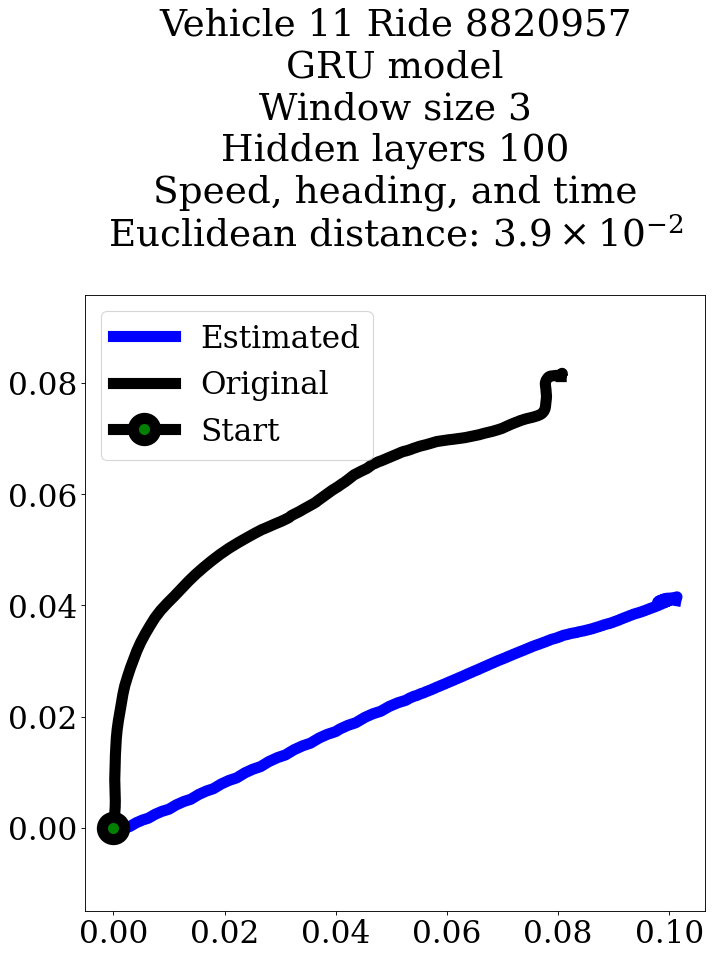 Vehicle 11 Ride 8820957
GRU model
Window size 3
Hidden layers 100
Speed, heading, and time
Euclidean distance: 3.9 × 10⁻²
Estimated
Original
Start
0.08
0.06
0.04
0.02
0.00
0.00 0.02 0.04 0.06 0.08 0.10